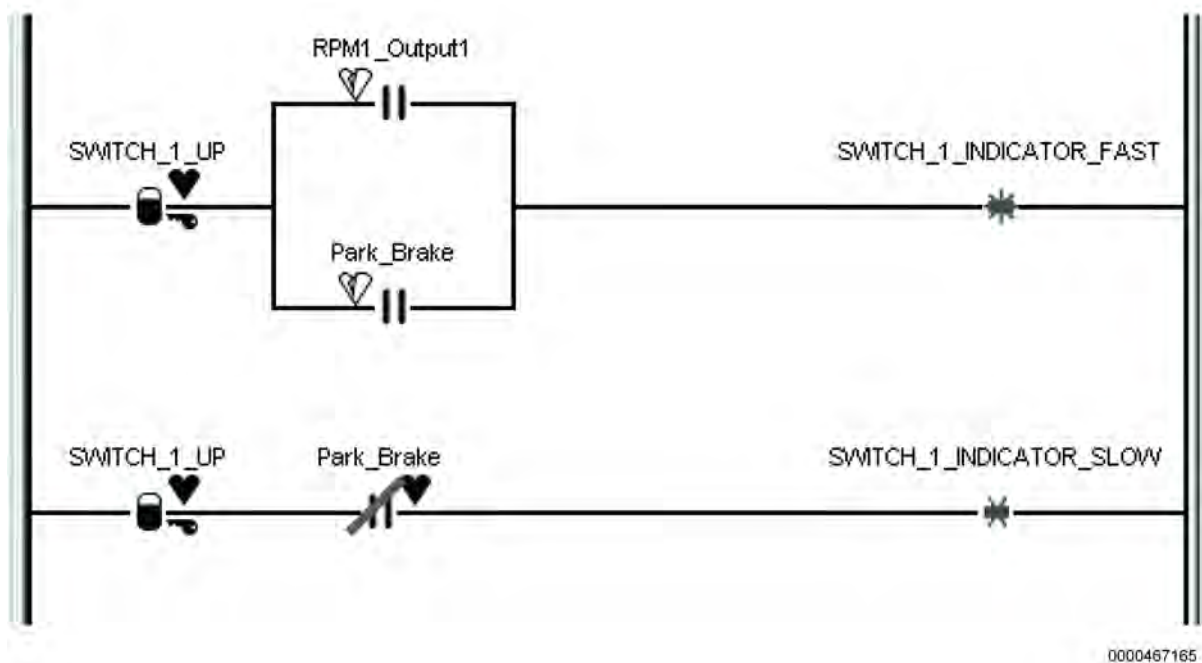 RPM1_Output1
SWITCH_1_UP
SWITCH_1_INDICATOR_FAST
Park_Brake
SWITCH_1_UP
Park_Brake
SWITCH_1_INDICATOR_SLOW
0000467165